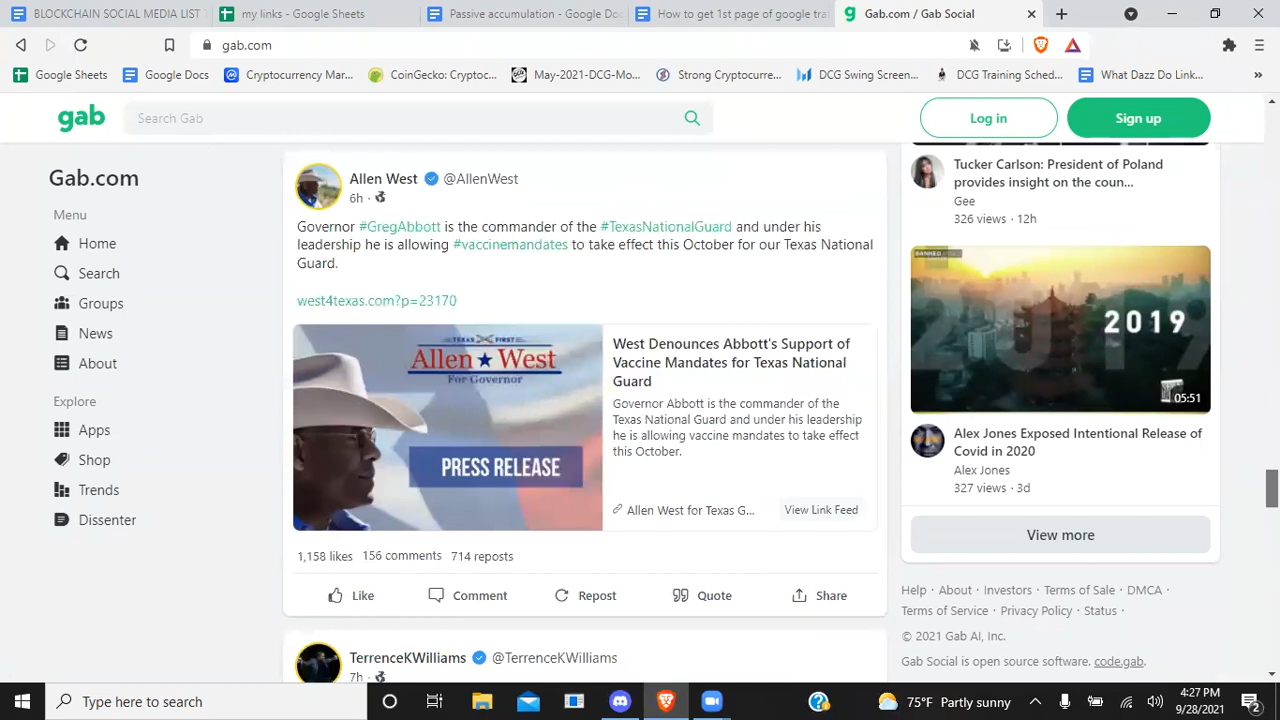 BLOCKCHAIN SOCIAL MEDIA LIST
my links - Google Sheets
Passive accumulation - Google Doc
How to get 1st page of google trai
Gab.com / Gab Social
gab.com
Google Sheets
Google Docs
Cryptocurrency Mar...
CoinGecko: Cryptoc...
May-2021-DCG-Mo...
Strong Cryptocurre...
DCG Swing Screen...
DCG Training Sched...
What Dazz Do Link...
gab
Search Gab
Log in
Sign up
Gab.com
Menu
Home
Search
Groups
News
About
Explore
Apps
Shop
Trends
Dissenter
Allen West @AllenWest
6h ·
Governor #GregAbbott is the commander of the #TexasNationalGuard and under his
leadership he is allowing #vaccinemandates to take effect this October for our Texas National
Guard.
west4texas.com?p=23170
TEXAS FIRST
Allen West
For Governor
PRESS RELEASE
West Denounces Abbott's Support of
Vaccine Mandates for Texas National
Guard
Governor Abbott is the commander of the
Texas National Guard and under his leadership
he is allowing vaccine mandates to take effect
this October.
Allen West for Texas G...
View Link Feed
1,158 likes 156 comments 714 reposts
Like
Comment
Repost
Quote
Share
TerrenceKWilliams @TerrenceKWilliams
7h ·
Tucker Carlson: President of Poland
provides insight on the coun...
Gee
326 views · 12h
BANNED
2019
05:51
Alex Jones Exposed Intentional Release of
Covid in 2020
Alex Jones
327 views · 3d
View more
Help · About · Investors · Terms of Sale · DMCA ·
Terms of Service · Privacy Policy · Status ·
© 2021 Gab AI, Inc.
Gab Social is open source software. code.gab.
Type here to search
75°F Partly sunny
4:27 PM
9/28/2021
2